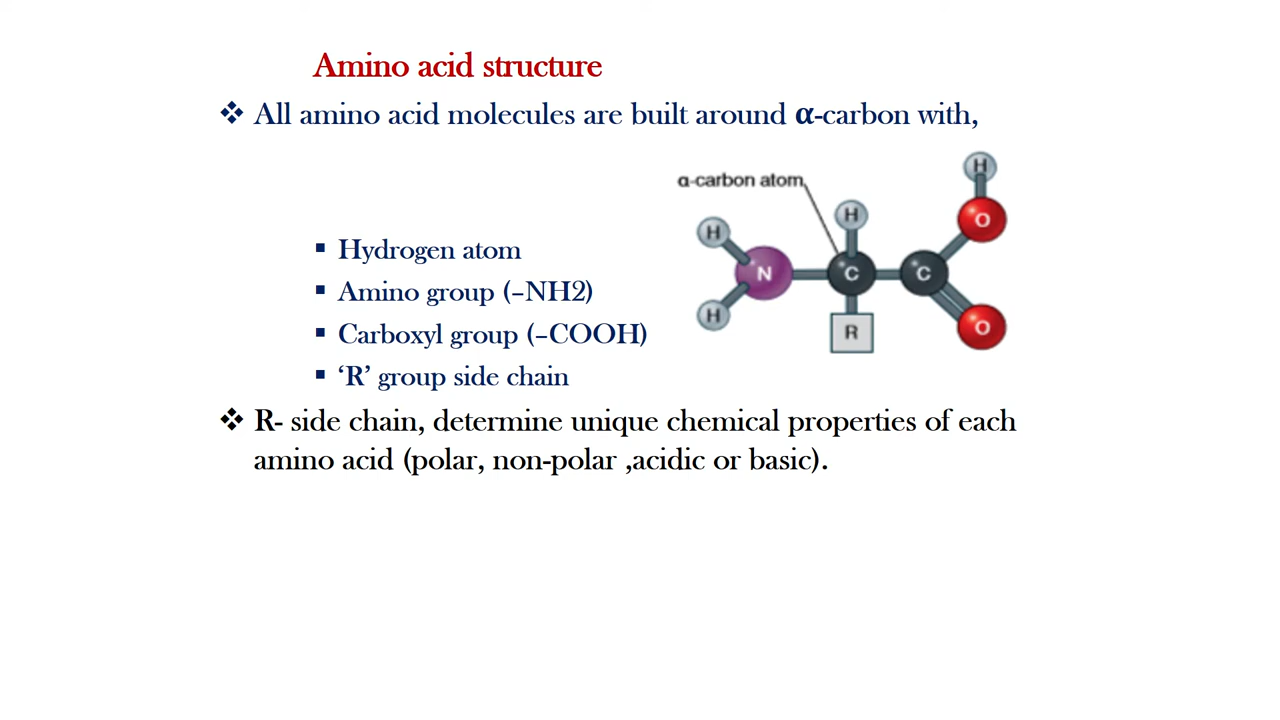 Amino acid structure
❖ All amino acid molecules are built around α-carbon with,
α-carbon atom
H
H
H
N
C
C
O
H
R
O
▪ Hydrogen atom
▪ Amino group (–NH2)
▪ Carboxyl group (–COOH)
▪ ‘R’ group side chain
❖ R- side chain, determine unique chemical properties of each
amino acid (polar, non-polar ,acidic or basic).